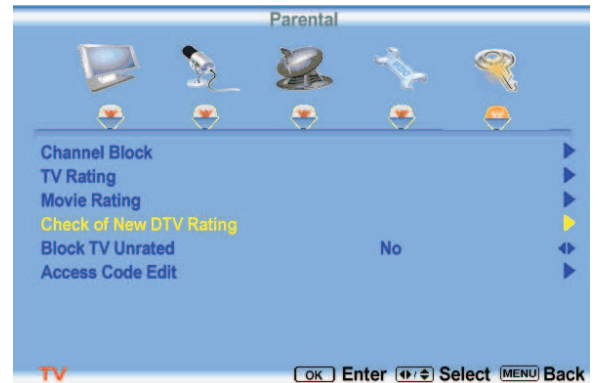 Parental
Channel Block
TV Rating
Movie Rating
Check of New DTV Rating
Block TV Unrated No
Access Code Edit
TV OK Enter Select MENU Back